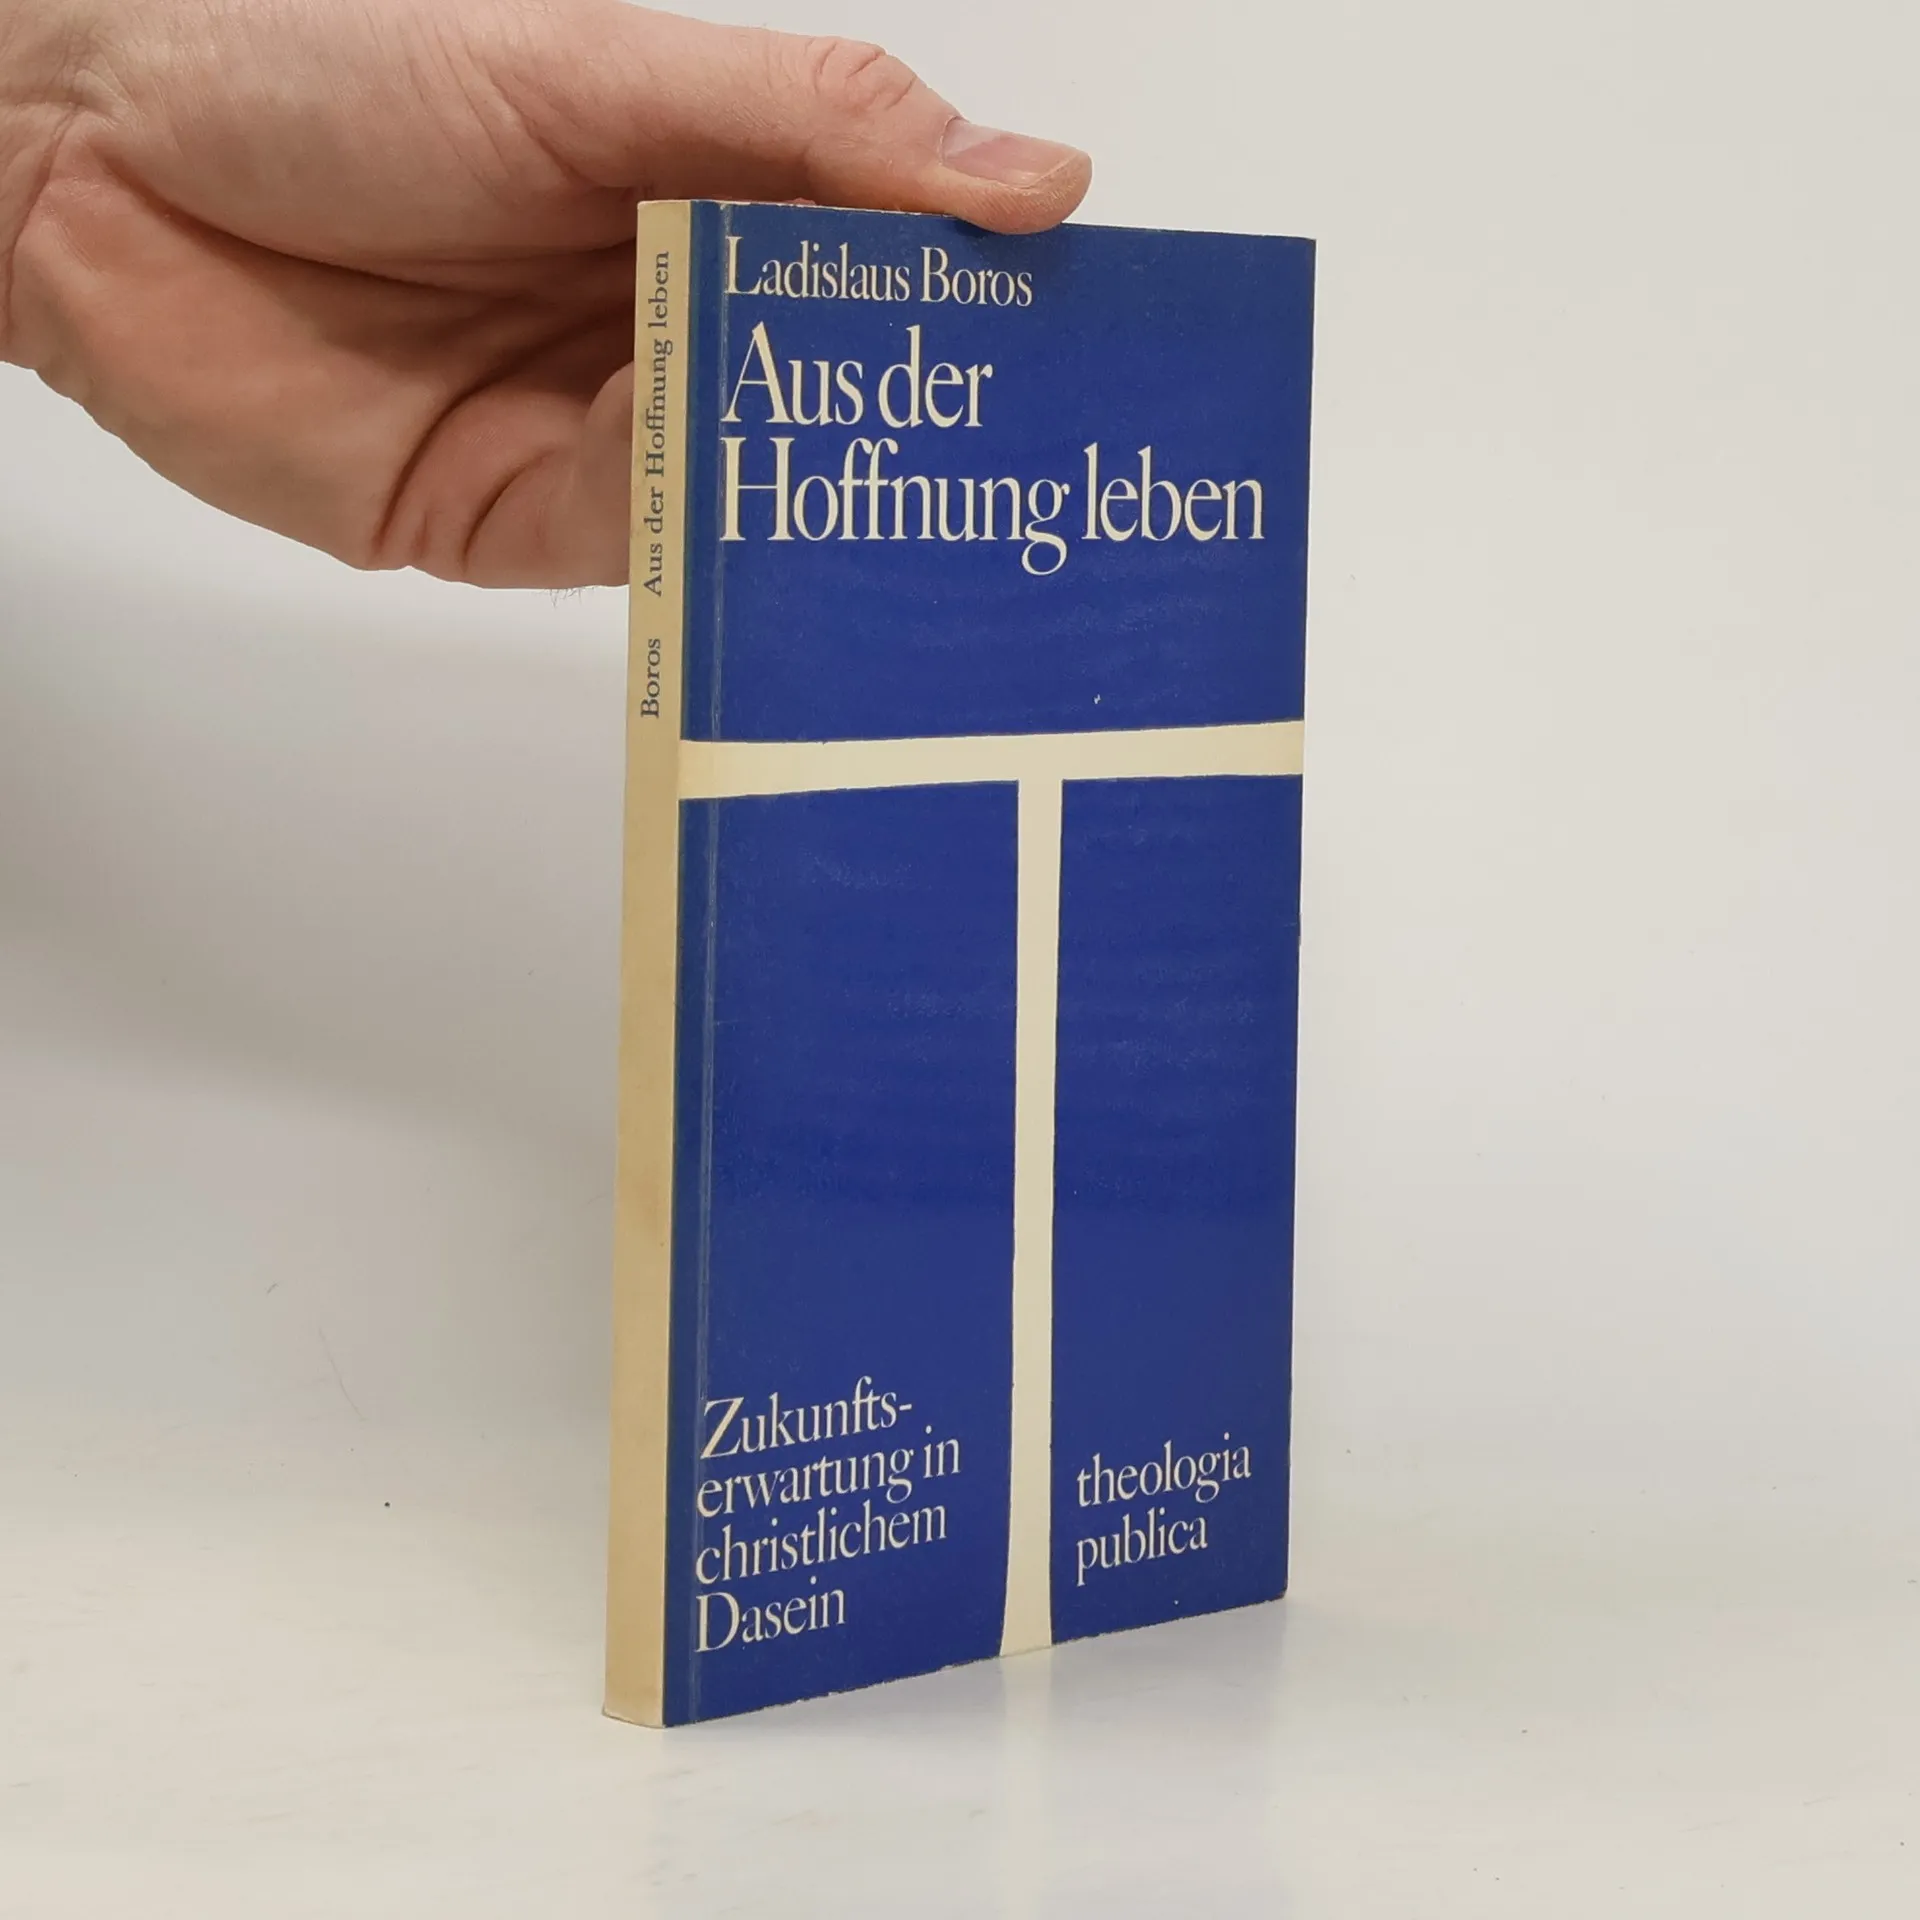 Ladislaus Boros
Aus der
Hoffnung leben
Zukunfts-
erwartung in
christlichem
Dasein
theologia
publica
Boros Aus der Hoffnung leben